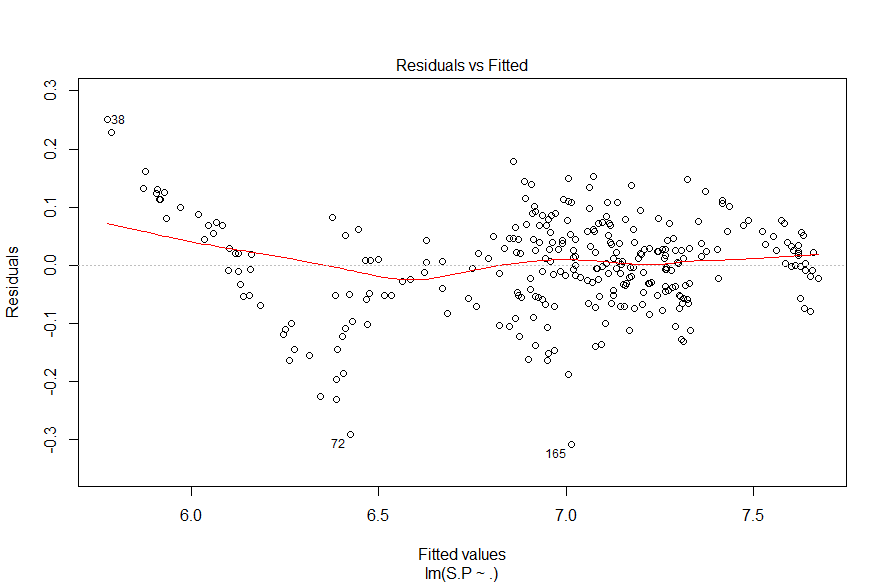 Residuals vs Fitted
0.3
0.2
0.1
0.0
-0.1
-0.2
-0.3
Residuals
38
72
165
6.0 6.5 7.0 7.5
Fitted values
lm(S.P ~ .)